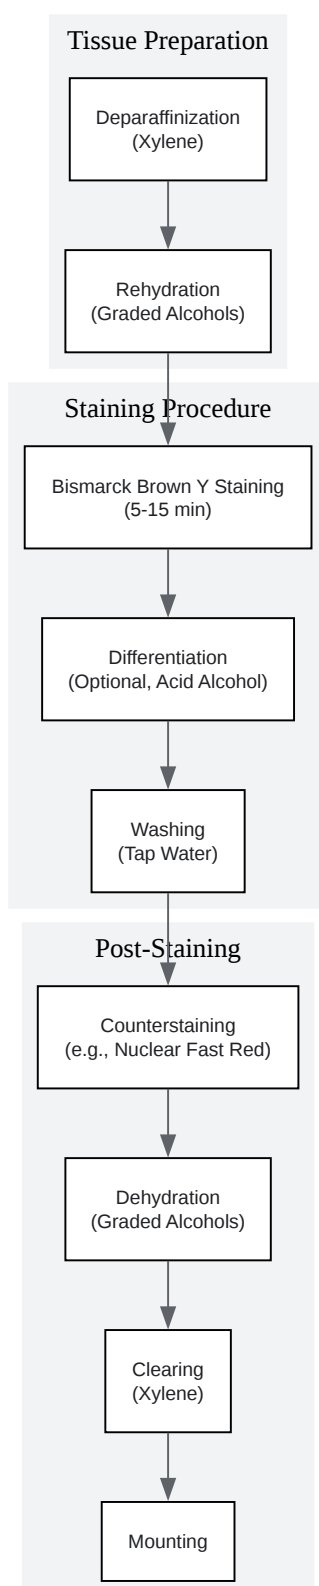 Tissue Preparation
Deparaffinization
(Xylene)
Rehydration
(Graded Alcohols)
Staining Procedure
Bismarck Brown Y Staining
(5-15 min)
Differentiation
(Optional, Acid Alcohol)
Washing
(Tap Water)
Post-Staining
Counterstaining
(e.g., Nuclear Fast Red)
Dehydration
(Graded Alcohols)
Clearing
(Xylene)
Mounting